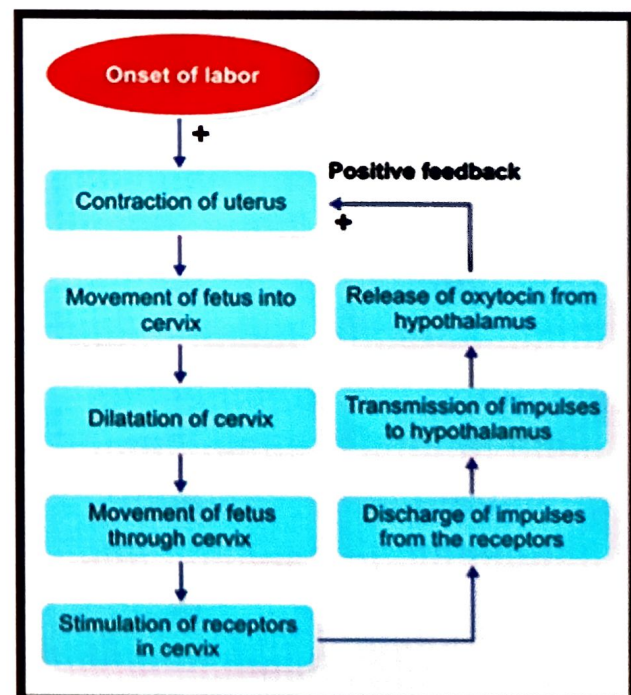 Onset of labor
+
Contraction of uterus
Positive feedback
+
Movement of fetus into
cervix
Dilatation of cervix
Movement of fetus
through cervix
Stimulation of receptors
in cervix
Discharge of impulses
from the receptors
Transmission of impulses
to hypothalamus
Release of oxytocin from
hypothalamus